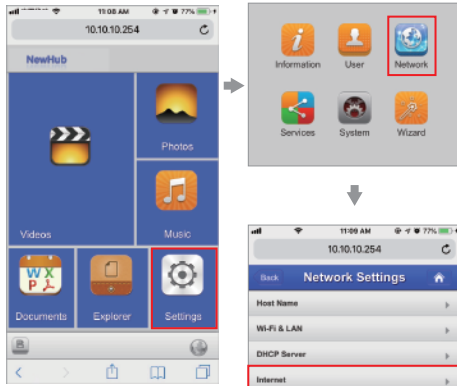 11:08 AM 77%
10.10.10.254
NewHub
Videos
Photos
Music
WX
PJ
Documents
Explorer
Settings
Information
User
Network
Services
System
Wizard
11:09 AM 77%
10.10.10.254
Back
Network Settings
Host Name
Wi-Fi & LAN
DHCP Server
Internet